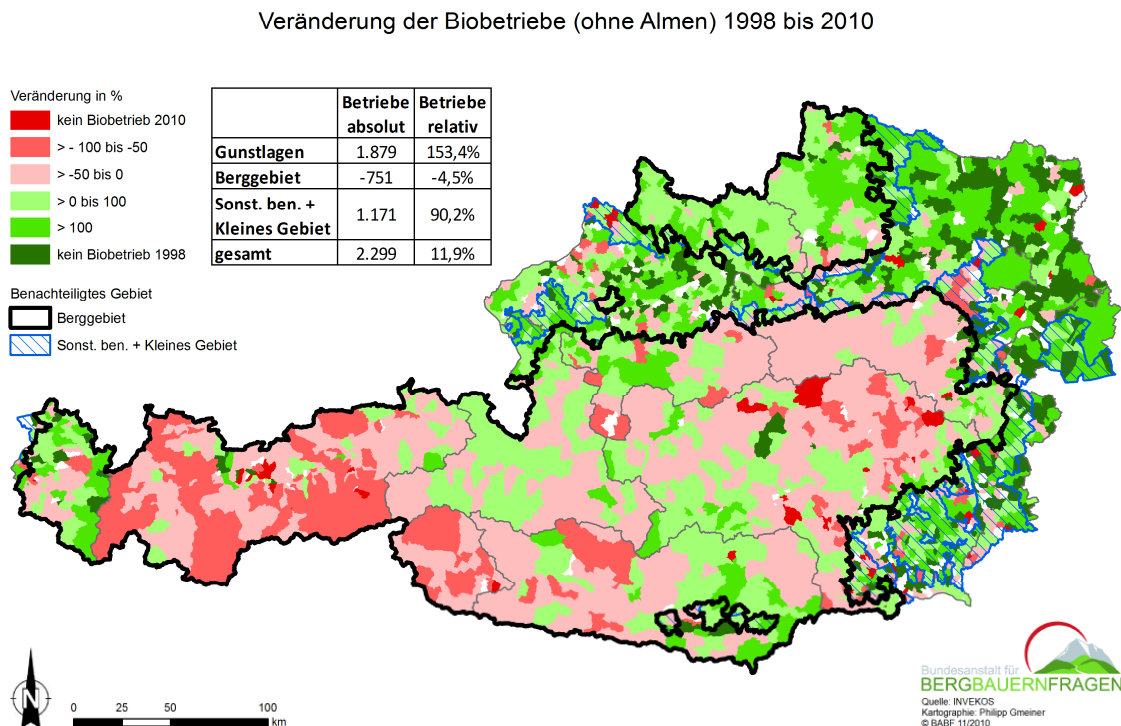 Veränderung der Biobetriebe (ohne Almen) 1998 bis 2010
Veränderung in %
kein Biobetrieb 2010
> - 100 bis -50
> -50 bis 0
> 0 bis 100
> 100
kein Biobetrieb 1998
Benachteiligtes Gebiet
Berggebiet
Sonst. ben. + Kleines Gebiet
Betriebe absolut Betriebe relativ
Gunstlagen 1.879 153,4%
Berggebiet -751 -4,5%
Sonst. ben. + Kleines Gebiet 1.171 90,2%
gesamt 2.299 11,9%
N
0 25 50 100
km
Bundesanstalt für
BERGBAUERNFRAGEN
Quelle: INVEKOS
Kartographie: Philipp Gmeiner
© BABF 11/2010